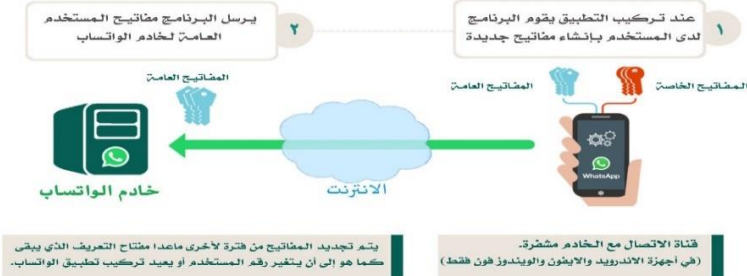 ١
عند تركيب التطبيق يقوم البرنامج
لدى المستخدم بإنشاء مفاتيح جديدة
٢
يرسل البرنامج مفاتيح المستخدم
العامة لخادم الواتساب
المفاتيح الخاصة
المفاتيح العامة
المفاتيح العامة
WhatsApp
الانترنت
خادم الواتساب
قناة الاتصال مع الخادم مشفرة.
(في أجهزة الاندرويد والايفون والويندوز فون فقط)
يتم تجديد المفاتيح من فترة لأخرى ماعدا مفتاح التعريف الذي يبقى
كما هو إلى أن يتغير رقم المستخدم أو يعيد تركيب تطبيق الواتساب.